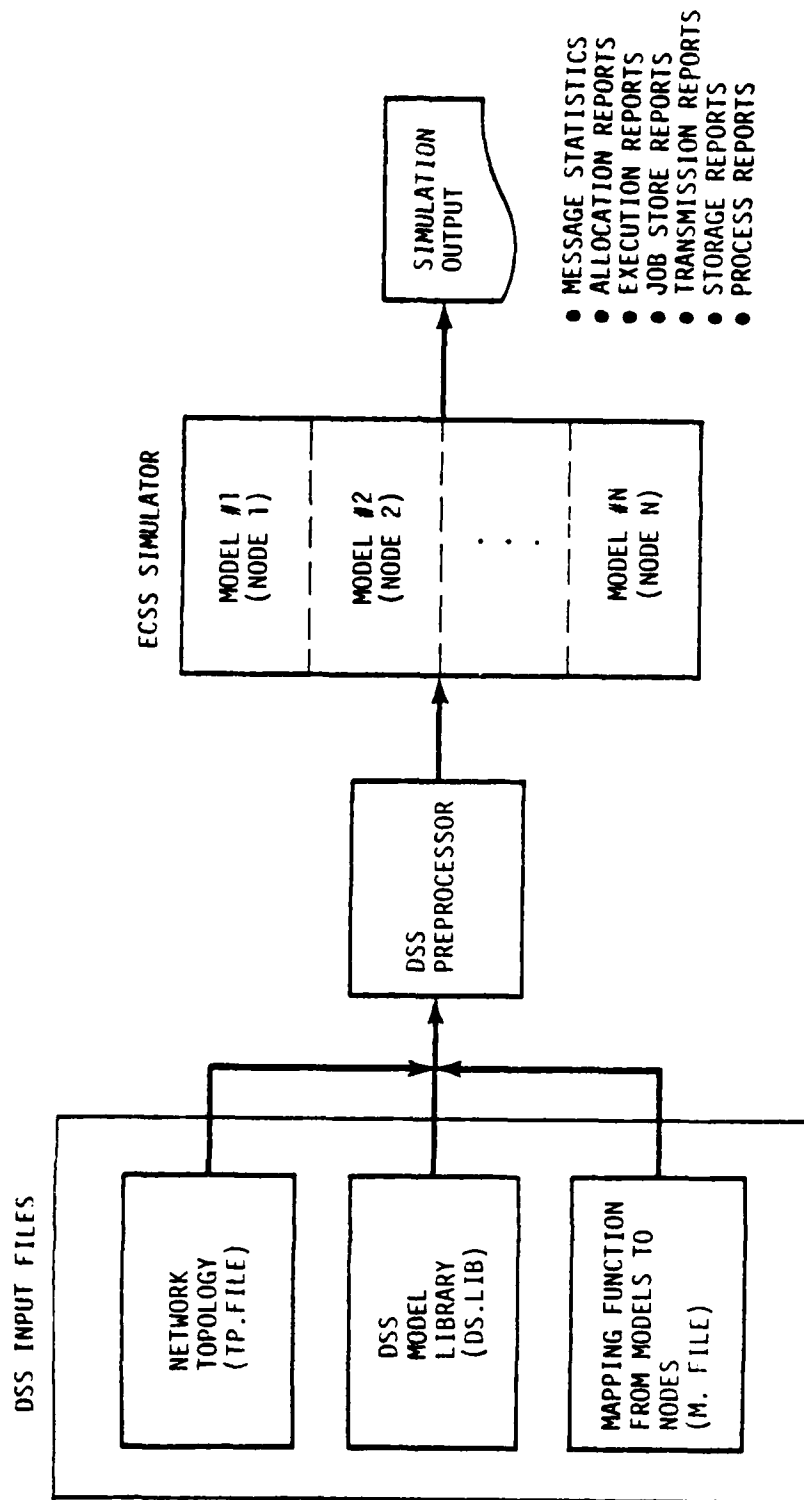 DSS INPUT FILES
NETWORK
TOPOLOGY
(TP.FILE)
DSS
MODEL
LIBRARY
(DS.LIB)
MAPPING FUNCTION
FROM MODELS TO
NODES
(M. FILE)
DSS
PREPROCESSOR
ECSS SIMULATOR
MODEL #1
(NODE 1)
MODEL #2
(NODE 2)
. . .
MODEL #N
(NODE N)
SIMULATION
OUTPUT
● MESSAGE STATISTICS
● ALLOCATION REPORTS
● EXECUTION REPORTS
● JOB STORE REPORTS
● TRANSMISSION REPORTS
● STORAGE REPORTS
● PROCESS REPORTS